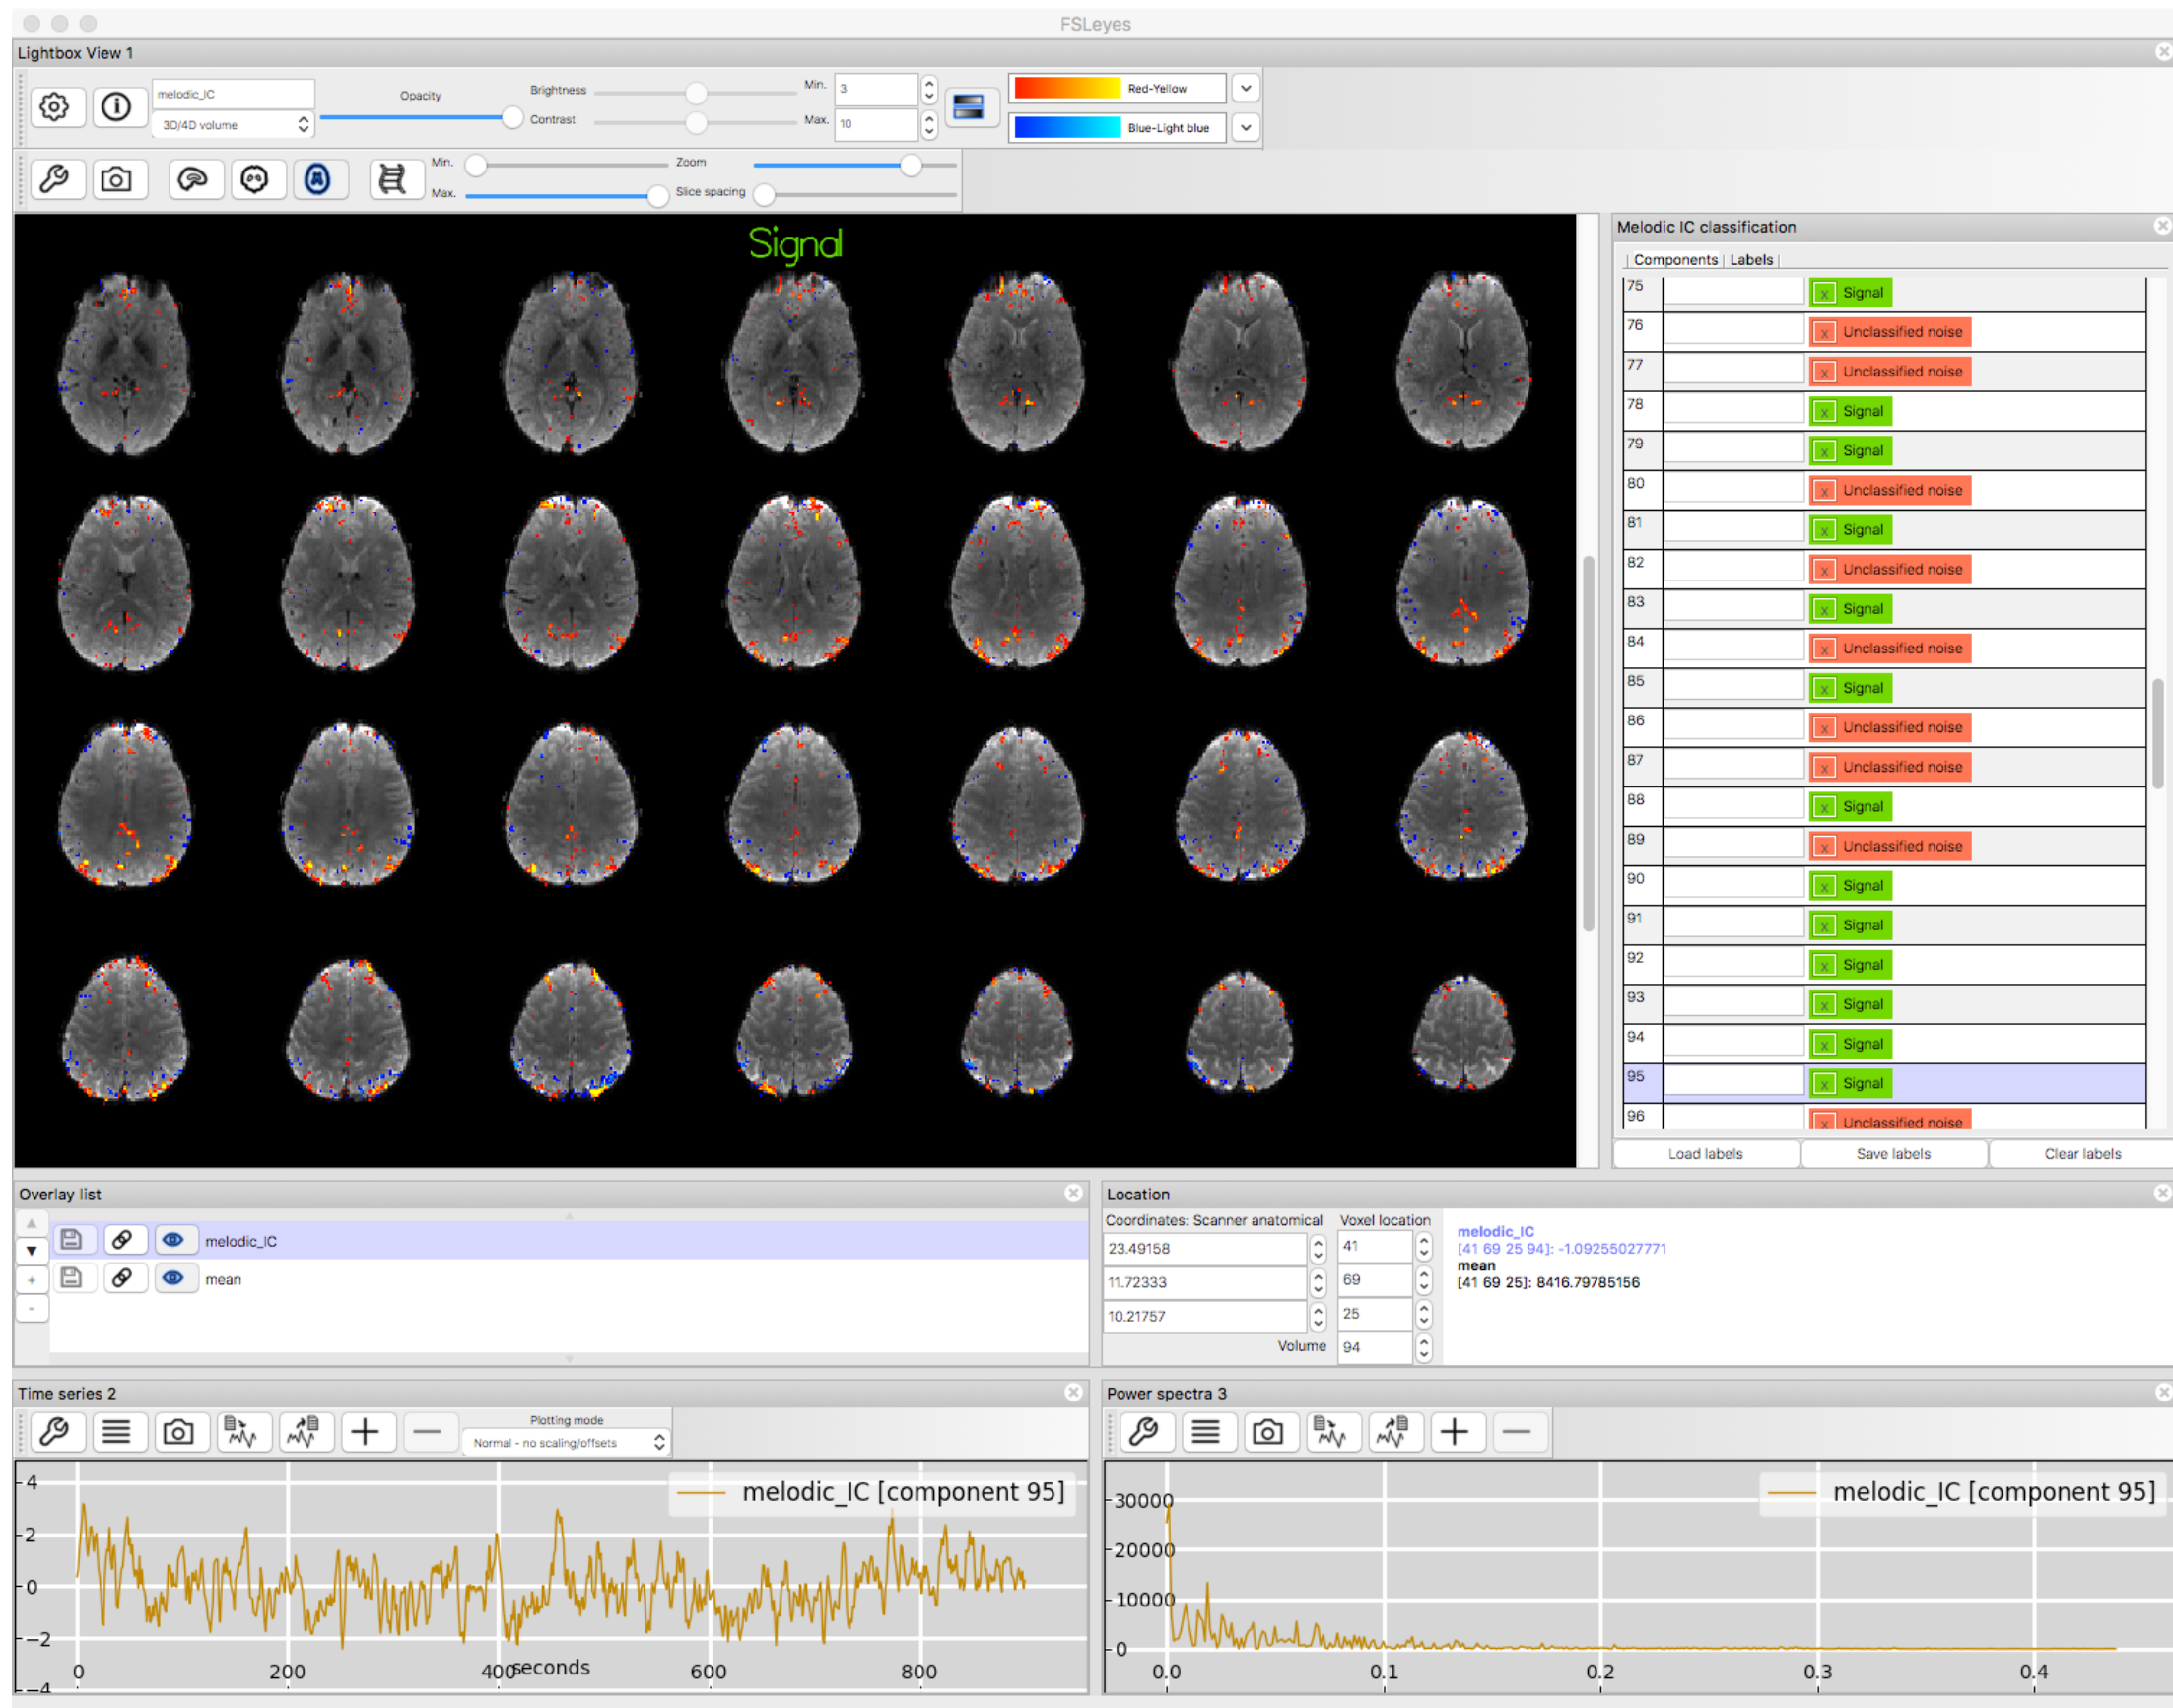 FSLeyes
Lightbox View 1
melodic_IC
3D/4D volume
Opacity
Brightness
Contrast
Min. 3
Max. 10
Red-Yellow
Blue-Light blue
Min.
Max.
Zoom
Slice spacing
Signal
Melodic IC classification
Components Labels
75 x Signal
76 x Unclassified noise
77 x Unclassified noise
78 x Signal
79 x Signal
80 x Unclassified noise
81 x Signal
82 x Unclassified noise
83 x Signal
84 x Unclassified noise
85 x Signal
86 x Unclassified noise
87 x Unclassified noise
88 x Signal
89 x Unclassified noise
90 x Signal
91 x Signal
92 x Signal
93 x Signal
94 x Signal
95 x Signal
96 x Unclassified noise
Load labels Save labels Clear labels
Overlay list
melodic_IC
mean
Location
Coordinates: Scanner anatomical Voxel location
23.49158 41
11.72333 69
10.21757 25
Volume 94
melodic_IC
[41 69 25 94]: -1.09255027771
mean
[41 69 25]: 8416.79785156
Time series 2
Plotting mode
Normal - no scaling/offsets
melodic_IC [component 95]
4
2
0
−2
−4
0 200 400 600 800
seconds
Power spectra 3
melodic_IC [component 95]
30000
20000
10000
0
0.0 0.1 0.2 0.3 0.4